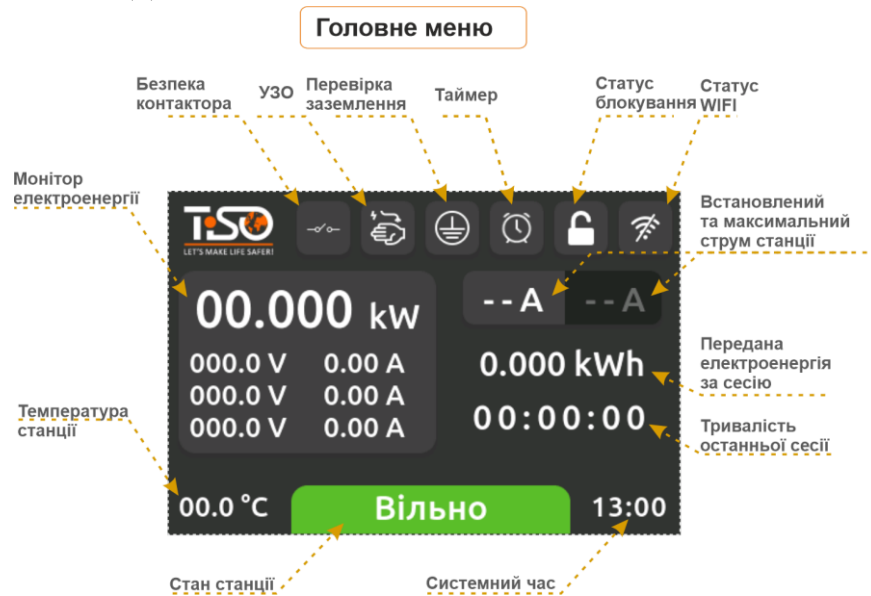 Головне меню
Безпека
контактора
УЗО
Перевірка
заземлення
Таймер
Статус
блокування
Статус
WIFI
Монітор
електроенергії
Встановлений
та максимальний
струм станції
TiSO
LET'S MAKE LIFE SAFER!
00.000 kW
--A
--A
000.0 V 0.00 A
000.0 V 0.00 A
000.0 V 0.00 A
0.000 kWh
00:00:00
Передана
електроенергія
за сесію
Температура
станції
Тривалість
останньої сесії
00.0 °C
Вільно
13:00
Стан станції
Системний час